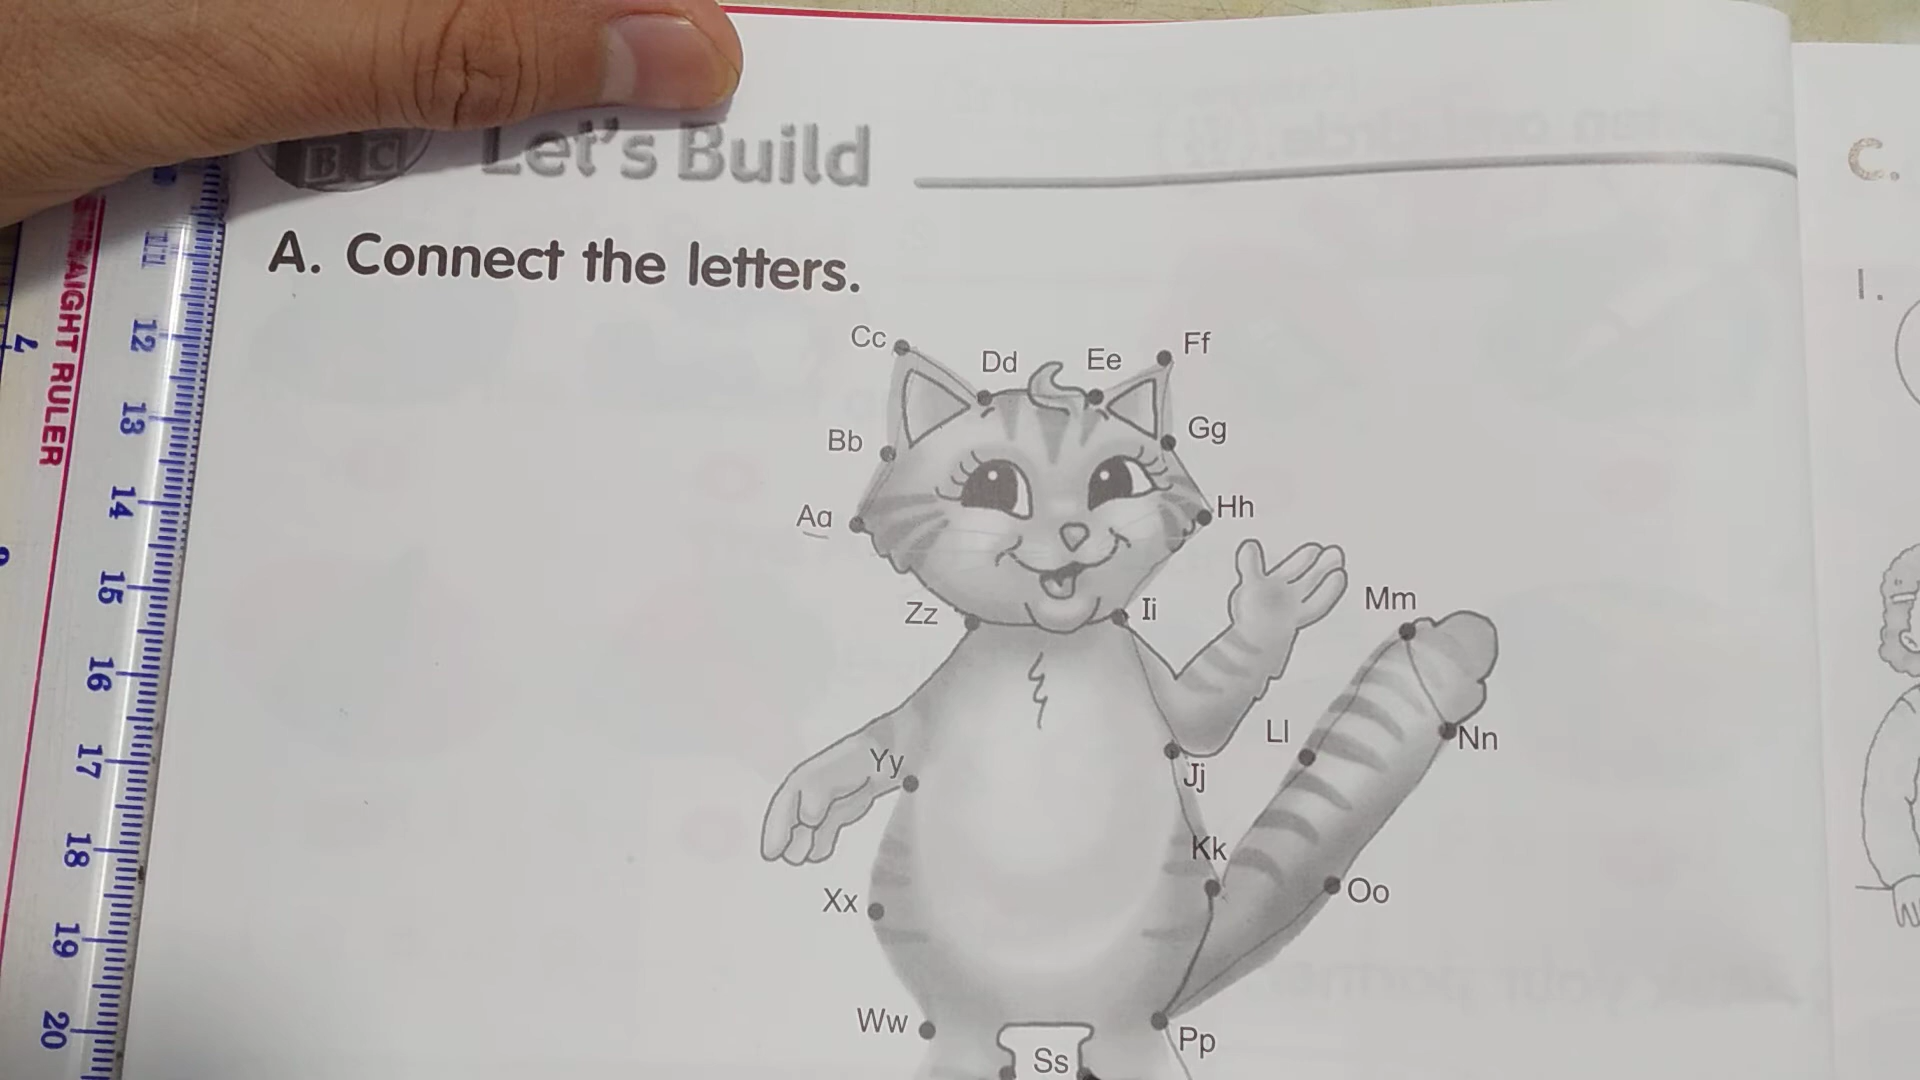 B C
Let's Build
A. Connect the letters.
Cc
Dd
Ee
Ff
Bb
Gg
Aa
Hh
Zz
Ii
Mm
Ll
Nn
Yy
Jj
Kk
Xx
Oo
Ww
Ss
Pp
C.
1.
RULER
12
13
14
15
16
17
18
19
20